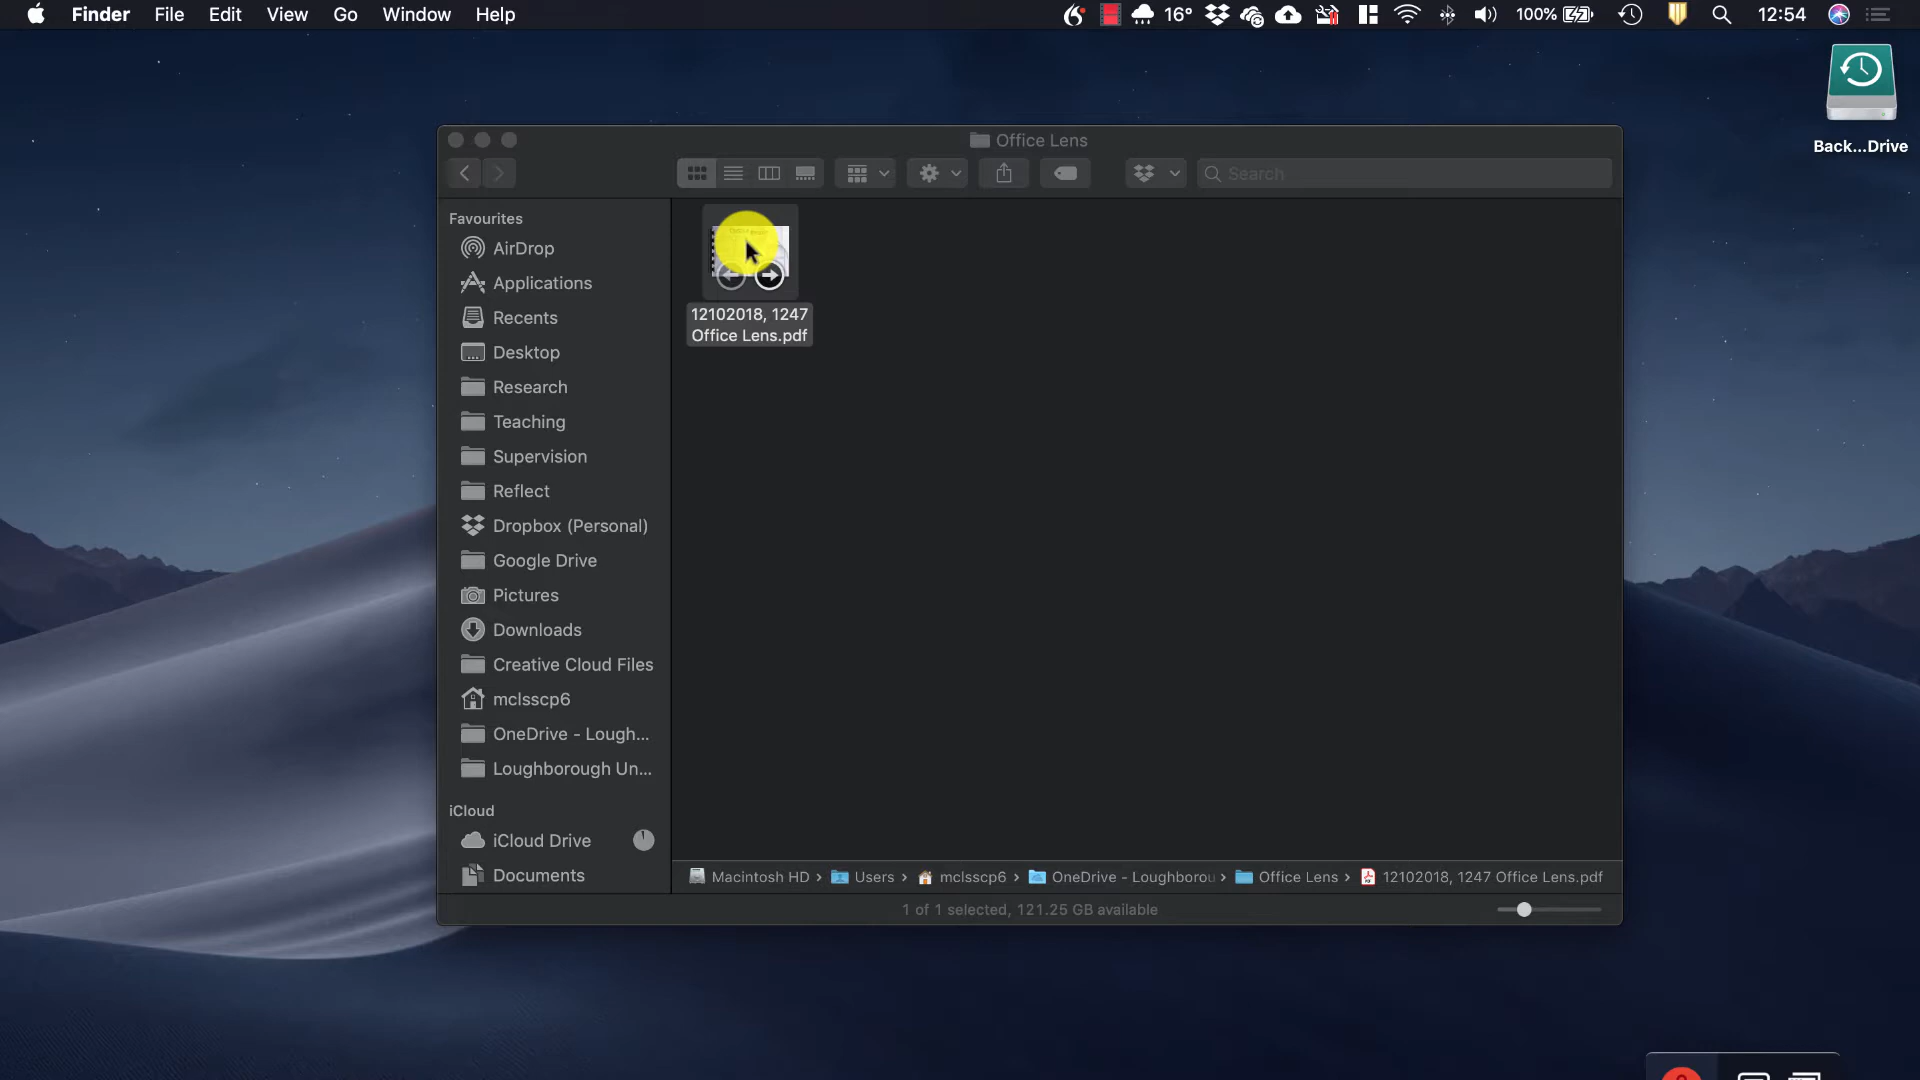 Finder File Edit View Go Window Help 16° 100% 12:54
Back...Drive
Office Lens
Search
Favourites
AirDrop
Applications
Recents
Desktop
Research
Teaching
Supervision
Reflect
Dropbox (Personal)
Google Drive
Pictures
Downloads
Creative Cloud Files
mclsscp6
OneDrive - Lough...
Loughborough Un...
iCloud
iCloud Drive
Documents
12102018, 1247
Office Lens.pdf
Macintosh HD › Users › mclsscp6 › OneDrive - Loughborou › Office Lens › 12102018, 1247 Office Lens.pdf
1 of 1 selected, 121.25 GB available